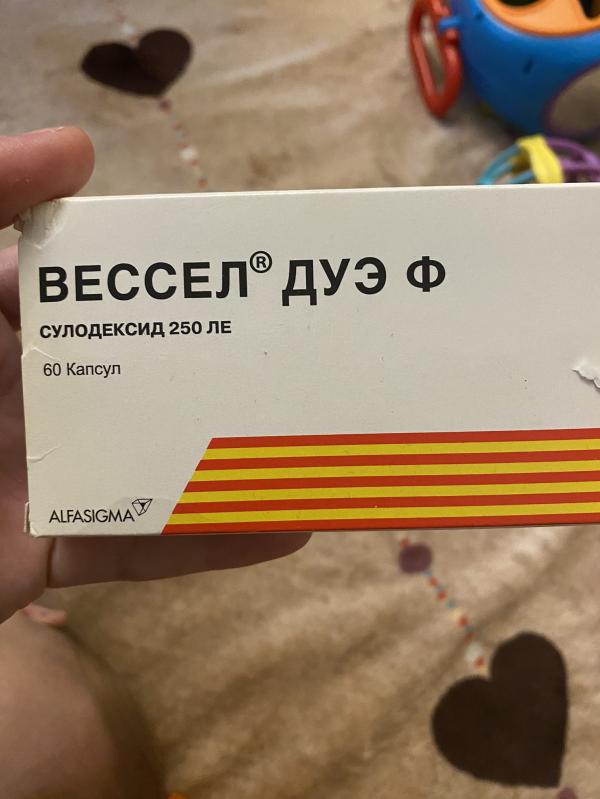 ВЕССЕЛ® ДУЭ Ф
СУЛОДЕКСИД 250 ЛЕ
60 Капсул
ALFASIGMA